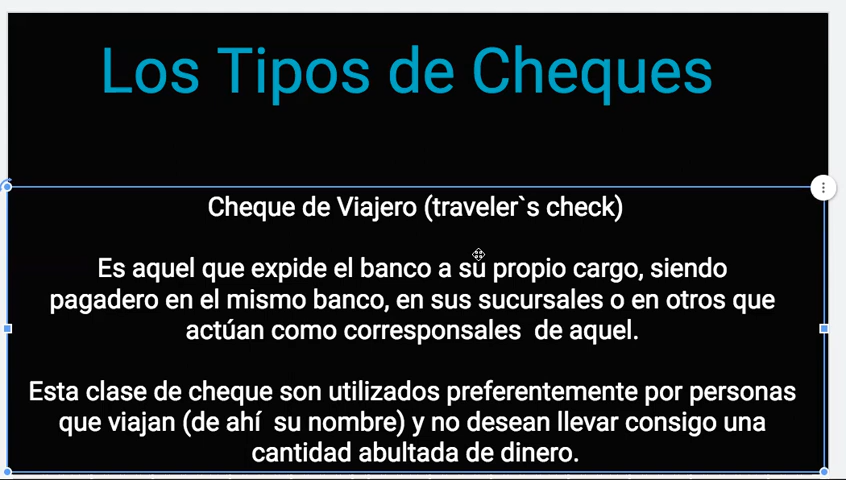 Los Tipos de Cheques
Cheque de Viajero (traveler`s check)
Es aquel que expide el banco a su propio cargo, siendo
pagadero en el mismo banco, en sus sucursales o en otros que
actúan como corresponsales  de aquel.
Esta clase de cheque son utilizados preferentemente por personas
que viajan (de ahí  su nombre) y no desean llevar consigo una
cantidad abultada de dinero.